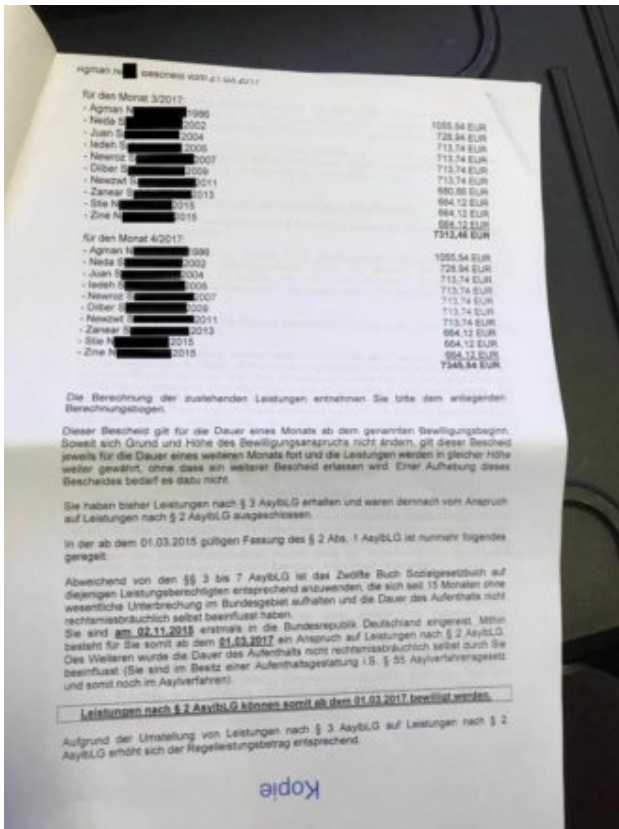 Bescheid vom 21.06.2017
für den Monat 3/2017:
- Agman N 1986
- Neda S 2002
- Juan S 2004
- Iedeh S 2006
- Newroz 2007
- Dilber S 2009
- Newzwt 2011
- Zanear S 2013
- Stie N 2015
- Zine N 2015
1055,54 EUR
728,94 EUR
713,74 EUR
713,74 EUR
713,74 EUR
713,74 EUR
680,66 EUR
664,12 EUR
664,12 EUR
664,12 EUR
7312,46 EUR
für den Monat 4/2017:
- Agman N 1986
- Neda S 2002
- Juan S 2004
- Iedeh S 2006
- Newroz 2007
- Dilber S 2009
- Newzwt 2011
- Zanear S 2013
- Stie N 2015
- Zine N 2015
1055,54 EUR
728,94 EUR
713,74 EUR
713,74 EUR
713,74 EUR
713,74 EUR
713,74 EUR
664,12 EUR
664,12 EUR
664,12 EUR
7345,54 EUR
Die Berechnung der zustehenden Leistungen entnehmen Sie bitte dem anliegenden
Berechnungsbogen.
Dieser Bescheid gilt für die Dauer eines Monats ab dem genannten Bewilligungsbeginn.
Soweit sich Grund und Höhe des Bewilligungsanspruchs nicht ändern, gilt dieser Bescheid
jeweils für die Dauer eines weiteren Monats fort und die Leistungen werden in gleicher Höhe
weiter gewährt, ohne dass ein weiterer Bescheid erlassen wird. Einer Aufhebung dieses
Bescheides bedarf es dazu nicht.
Sie haben bisher Leistungen nach § 3 AsylbLG erhalten und waren demnach vom Anspruch
auf Leistungen nach § 2 AsylbLG ausgeschlossen.
In der ab dem 01.03.2015 gültigen Fassung des § 2 Abs. 1 AsylbLG ist nunmehr folgendes
geregelt:
Abweichend von den §§ 3 bis 7 AsylbLG ist das Zwölfte Buch Sozialgesetzbuch auf
diejenigen Leistungsberechtigten entsprechend anzuwenden, die sich seit 15 Monaten ohne
wesentliche Unterbrechung im Bundesgebiet aufhalten und die Dauer des Aufenthalts nicht
rechtsmissbräuchlich selbst beeinflusst haben.
Sie sind am 02.11.2015 erstmals in die Bundesrepublik Deutschland eingereist. Mithin
besteht für Sie somit ab dem 01.03.2017 ein Anspruch auf Leistungen nach § 2 AsylbLG.
Des Weiteren wurde die Dauer des Aufenthalts nicht rechtsmissbräuchlich selbst durch Sie
beeinflusst (Sie sind im Besitz einer Aufenthaltsgestattung i.S. § 55 Asylverfahrensgesetz
und somit noch im Asylverfahren).
Leistungen nach § 2 AsylbLG können somit ab dem 01.03.2017 bewilligt werden.
Aufgrund der Umstellung von Leistungen nach § 3 AsylbLG auf Leistungen nach § 2
AsylbLG erhöht sich der Regelleistungsbetrag entsprechend.
Kopie